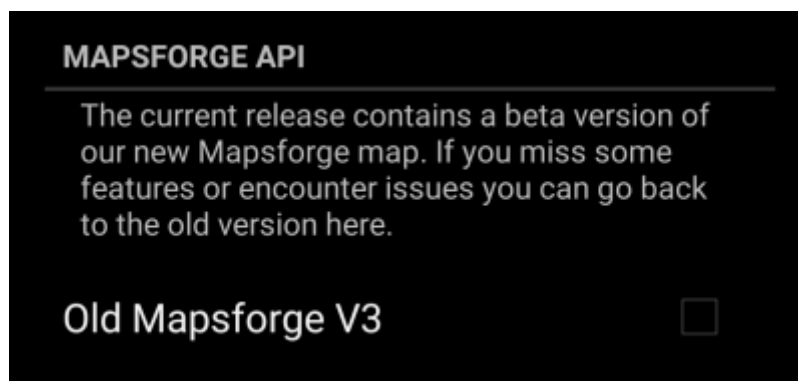 MAPSFORGE API
The current release contains a beta version of
our new Mapsforge map. If you miss some
features or encounter issues you can go back
to the old version here.
Old Mapsforge V3